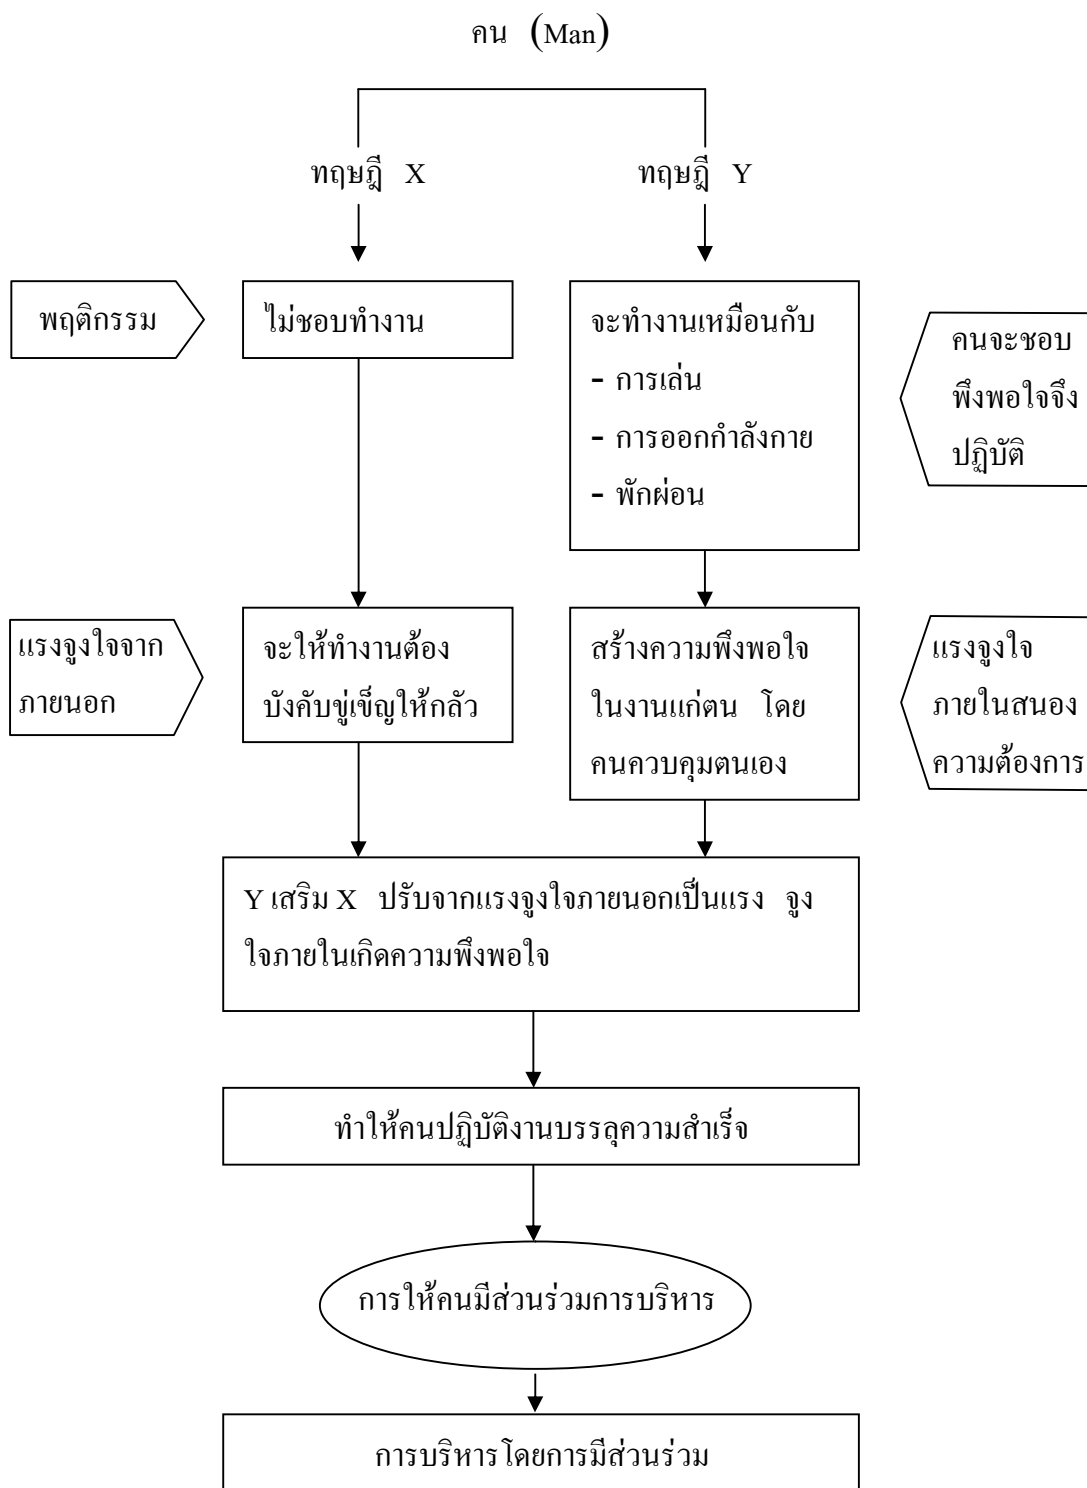 คน (Man)
ทฤษฎี X
ทฤษฎี Y
พฤติกรรม
ไม่ชอบทำงาน
จะทำงานเหมือนกับ
- การเล่น
- การออกกำลังกาย
- พักผ่อน
คนจะชอบ
พึงพอใจจึง
ปฏิบัติ
แรงจูงใจจาก
ภายนอก
จะให้ทำงานต้อง
บังคับขู่เข็ญให้กลัว
สร้างความพึงพอใจ
ในงานแก่ตน โดย
คนควบคุมตนเอง
แรงจูงใจ
ภายในสนอง
ความต้องการ
Y เสริม X ปรับจากแรงจูงใจภายนอกเป็นแรง จูง
ใจภายในเกิดความพึงพอใจ
ทำให้คนปฏิบัติงานบรรลุความสำเร็จ
การให้คนมีส่วนร่วมการบริหาร
การบริหารโดยการมีส่วนร่วม